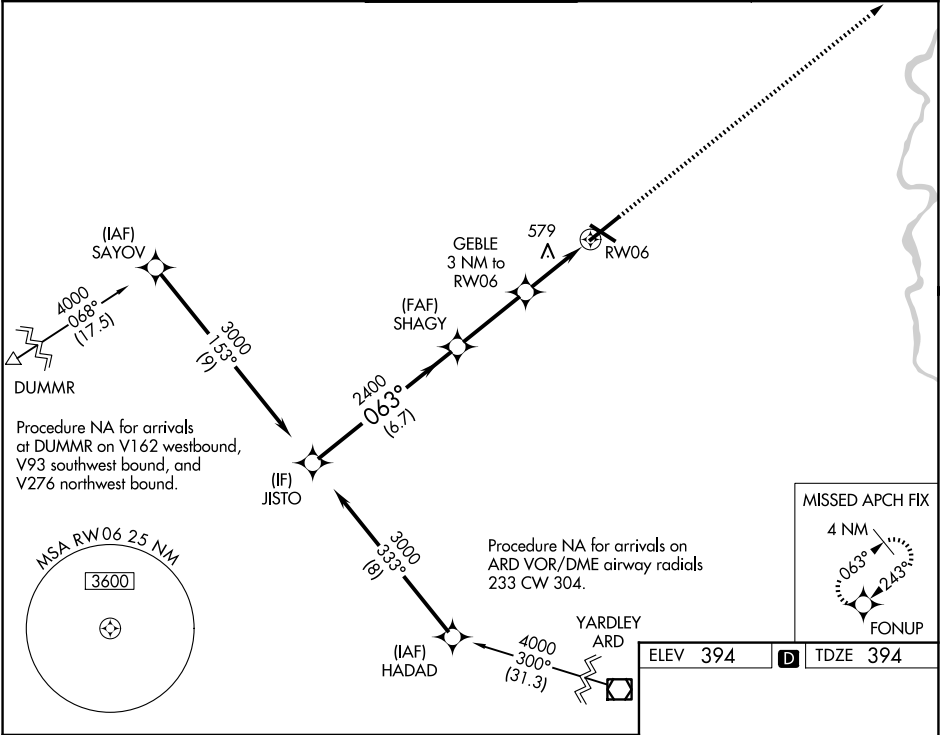 (IAF)
SAYOV
4000
068°
(17.5)
DUMMR
3000
153°
(9)
GEBLE
3 NM to
RW06
579
RW06
(FAF)
SHAGY
2400
063°
(6.7)
Procedure NA for arrivals
at DUMMR on V162 westbound,
V93 southwest bound, and
V276 northwest bound.
(IF)
JISTO
MSA RW06 25 NM
3600
3000
333°
(8)
Procedure NA for arrivals on
ARD VOR/DME airway radials
233 CW 304.
(IAF)
HADAD
4000
300°
(31.3)
YARDLEY
ARD
MISSED APCH FIX
4 NM
063°
243°
FONUP
ELEV 394 D TDZE 394